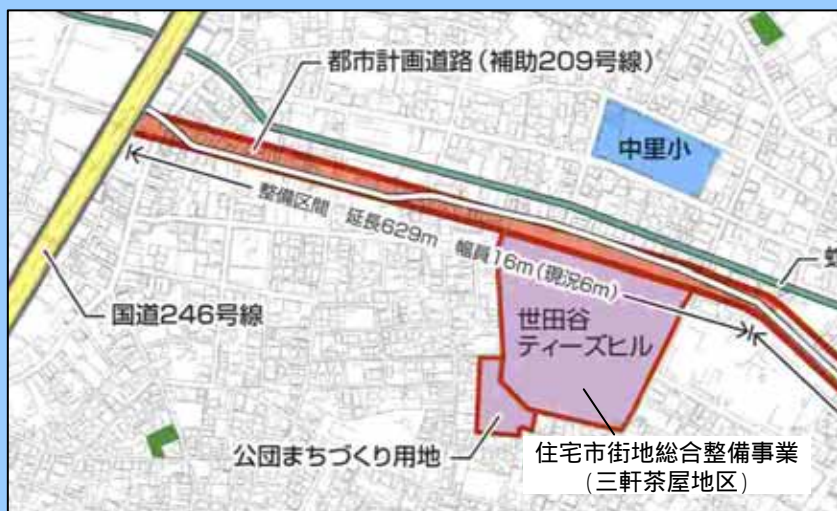 都市計画道路（補助209号線）
中里小
整備区間　延長629m　幅員16m（現況6m）
国道246号線
世田谷
ティーズヒル
公団まちづくり用地
住宅市街地総合整備事業
(三軒茶屋地区)